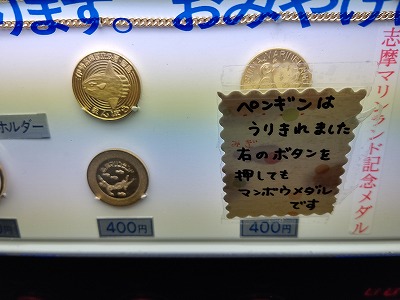 ります。おみやげ
ホルダー
400円
ペンギンは
うりきれました
右のボタンを
押しても
マンボウメダル
です
400円
志摩マリンランド記念メダル